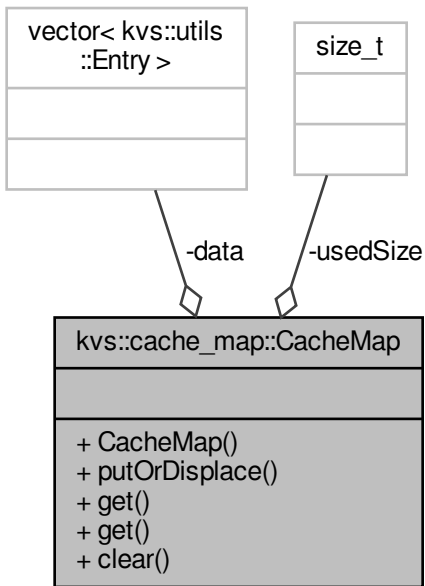 vector< kvs::utils
::Entry >
size_t
-data
-usedSize
kvs::cache_map::CacheMap
+ CacheMap()
+ putOrDisplace()
+ get()
+ get()
+ clear()